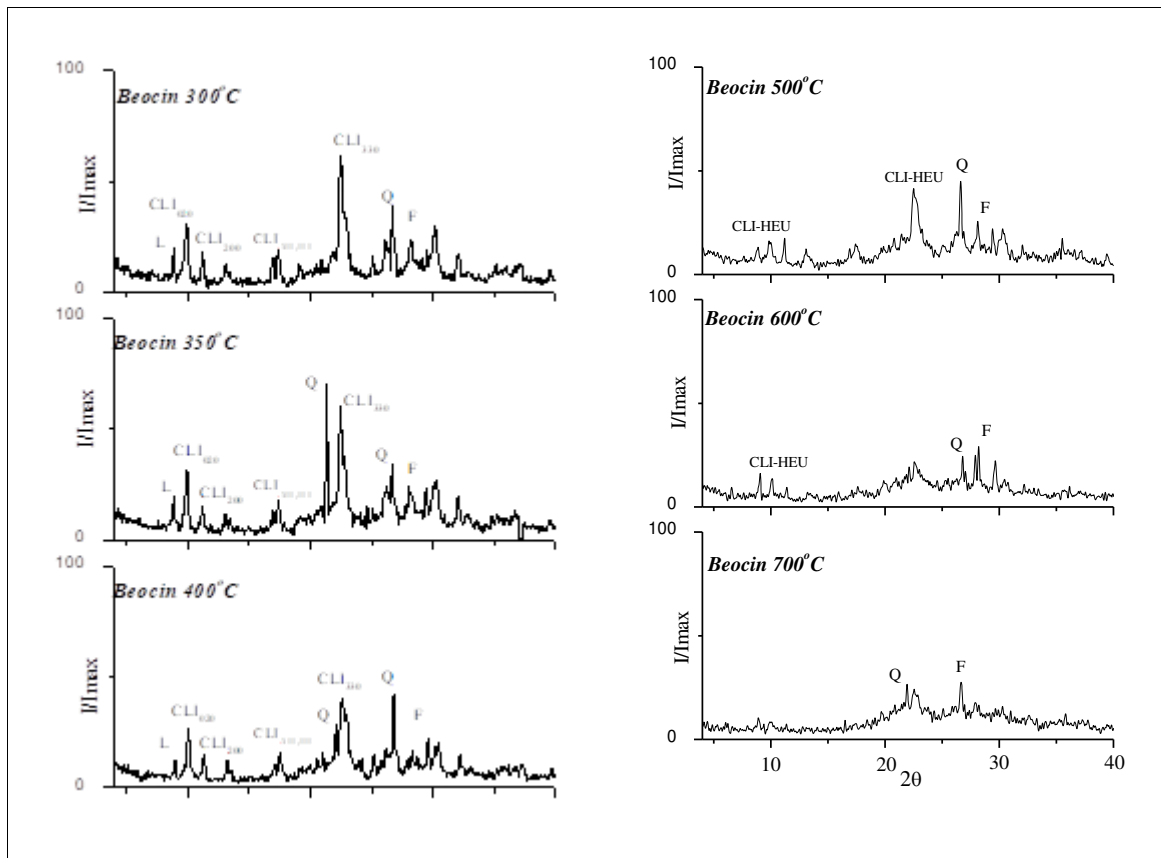 100
Beocin 300°C
I/Imax
CLI330
CLI020
Q
L
CLI200
F
0
100
Beocin 350°C
I/Imax
Q
CLI330
CLI020
Q
L
CLI200
F
0
100
Beocin 400°C
I/Imax
CLI330
Q
CLI020
Q
L
CLI200
F
0
100
Beocin 500°C
I/Imax
Q
CLI-HEU
F
CLI-HEU
0
100
Beocin 600°C
I/Imax
Q
F
CLI-HEU
0
100
Beocin 700°C
I/Imax
Q
F
0
10
20
30
40
2θ